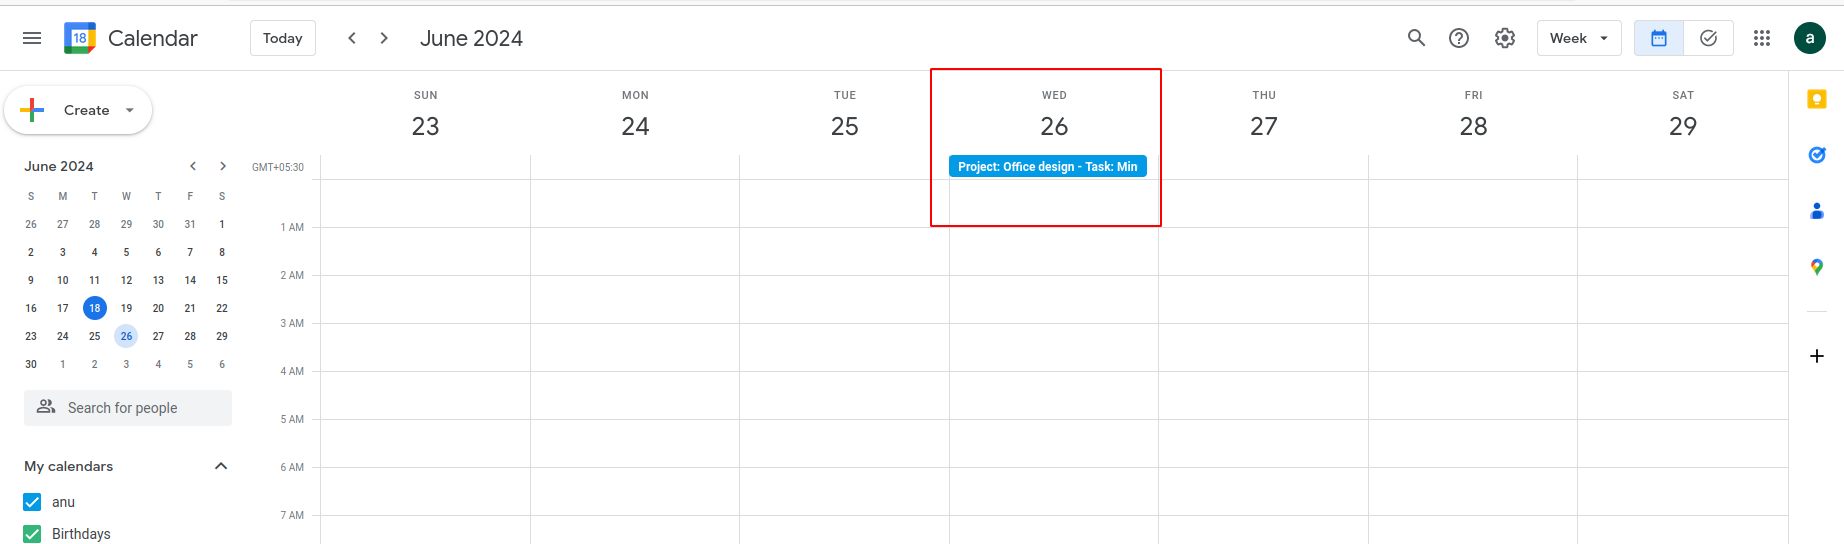 18 Calendar Today June 2024 Week a
Create
SUN MON TUE WED THU FRI SAT
23 24 25 26 27 28 29
GMT+05:30 Project: Office design - Task: Min
June 2024
S M T W T F S
26 27 28 29 30 31 1
2 3 4 5 6 7 8
9 10 11 12 13 14 15
16 17 18 19 20 21 22
23 24 25 26 27 28 29
30 1 2 3 4 5 6
Search for people
My calendars
anu
Birthdays
1 AM
2 AM
3 AM
4 AM
5 AM
6 AM
7 AM